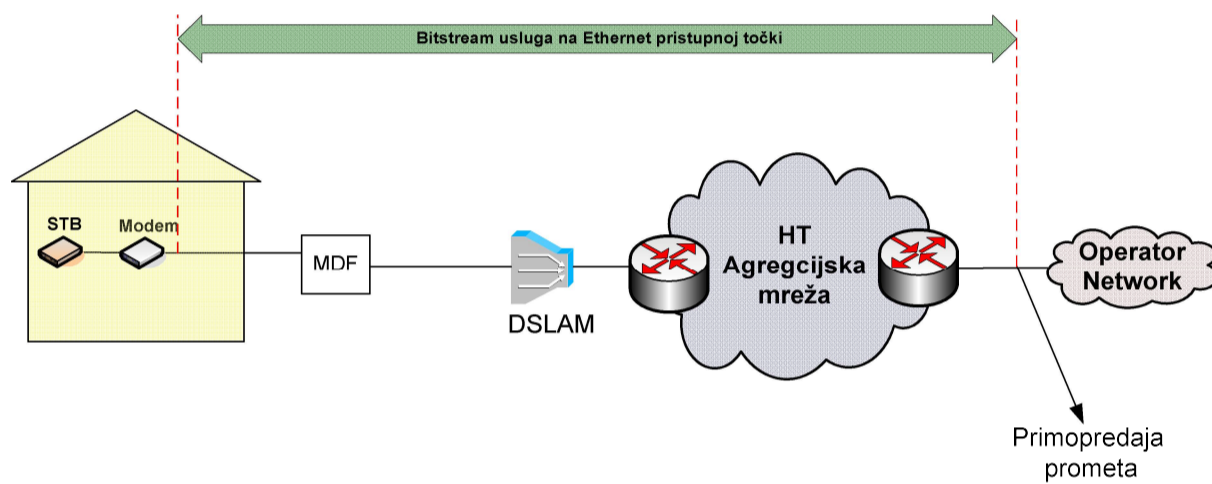 Bitstream usluga na Ethernet pristupnoj točki
STB
Modem
MDF
DSLAM
HT
Agregcijska
mreža
Operator
Network
Primopredaja
prometa